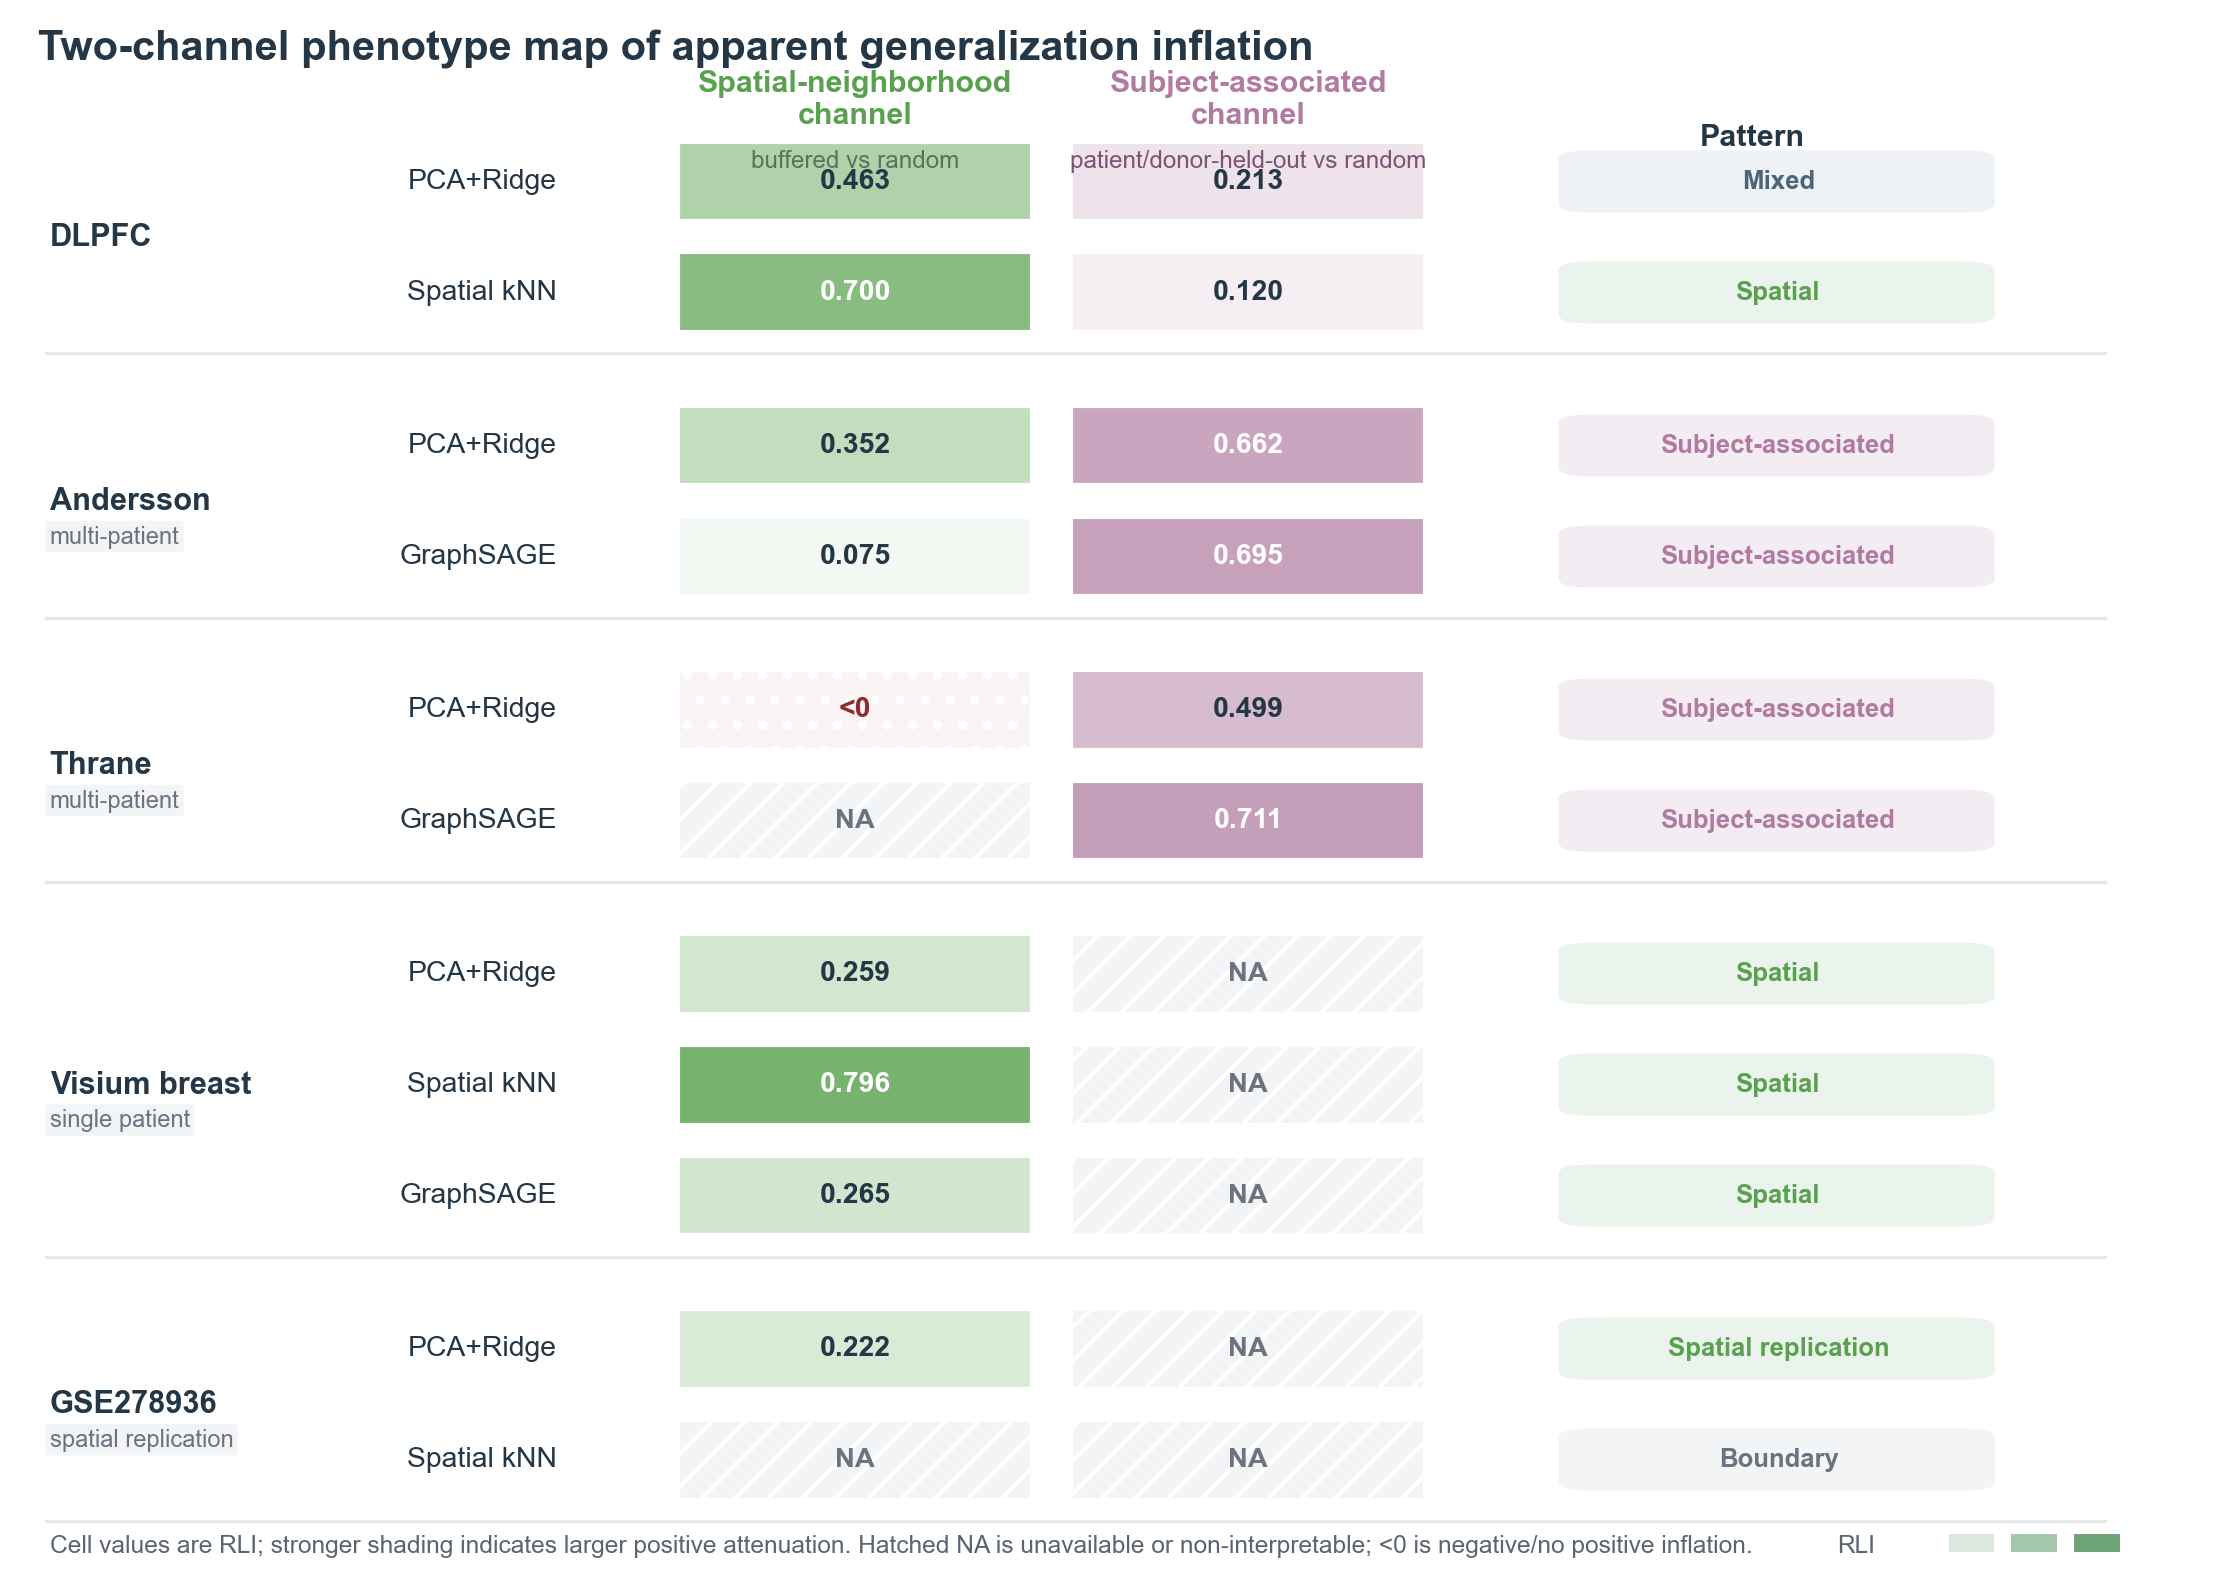 Two-channel phenotype map of apparent generalization inflation
Spatial-neighborhood
channel
Subject-associated
channel
Pattern
buffered vs random
patient/donor-held-out vs random
DLPFC
PCA+Ridge
0.463
0.213
Mixed
Spatial kNN
0.700
0.120
Spatial
Andersson
multi-patient
PCA+Ridge
0.352
0.662
Subject-associated
GraphSAGE
0.075
0.695
Subject-associated
Thrane
multi-patient
PCA+Ridge
<0
0.499
Subject-associated
GraphSAGE
NA
0.711
Subject-associated
Visium breast
single patient
PCA+Ridge
0.259
NA
Spatial
Spatial kNN
0.796
NA
Spatial
GraphSAGE
0.265
NA
Spatial
GSE278936
spatial replication
PCA+Ridge
0.222
NA
Spatial replication
Spatial kNN
NA
NA
Boundary
Cell values are RLI; stronger shading indicates larger positive attenuation. Hatched NA is unavailable or non-interpretable; <0 is negative/no positive inflation.
RLI